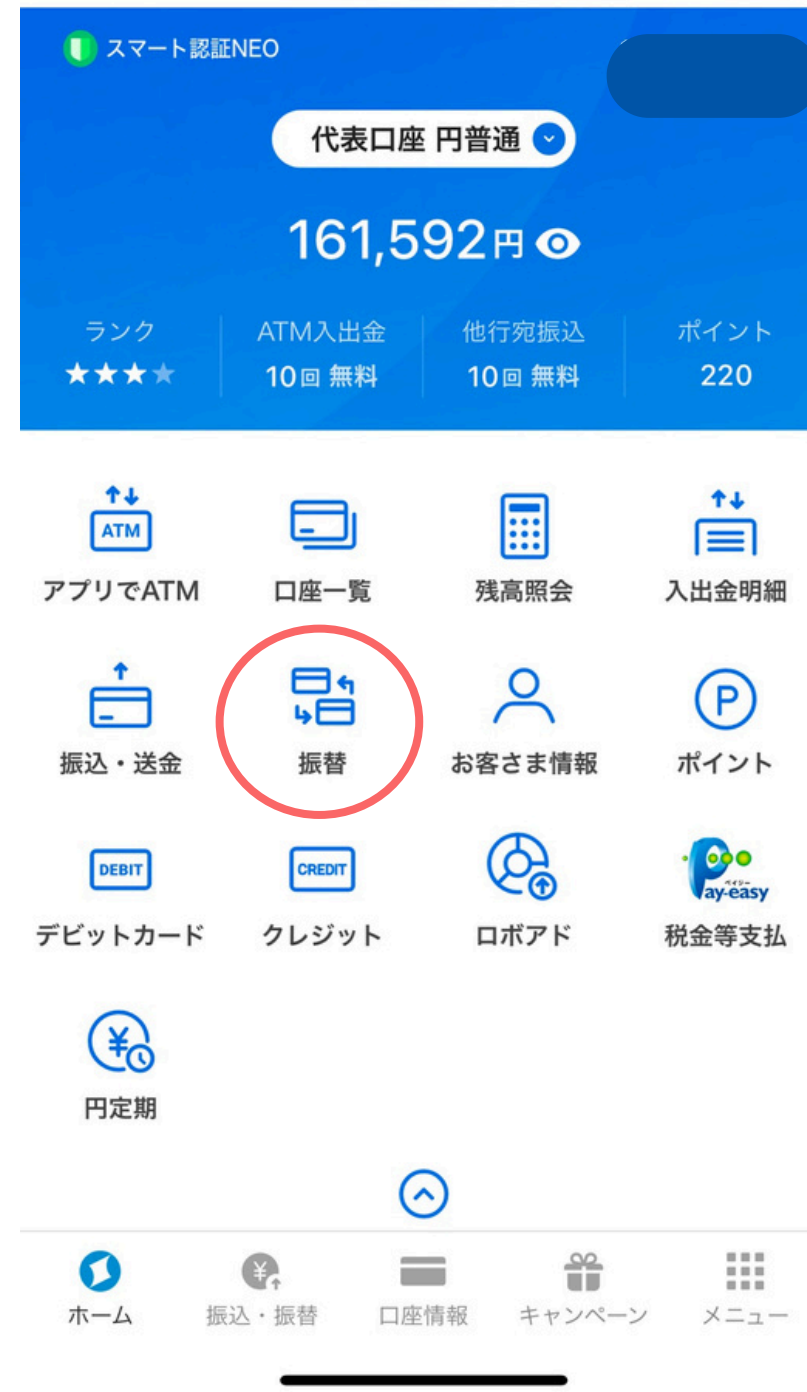 スマート認証NEO
代表口座 円普通
161,592円
ランク ATM入出金 他行宛振込 ポイント
★★★★ 10回 無料 10回 無料 220
ATM
アプリでATM 口座一覧 残高照会 入出金明細
P
振込・送金 振替 お客さま情報 ポイント
DEBIT CREDIT ペイジー
Pay-easy
デビットカード クレジット ロボアド 税金等支払
¥
円定期
¥
ホーム 振込・振替 口座情報 キャンペーン メニュー